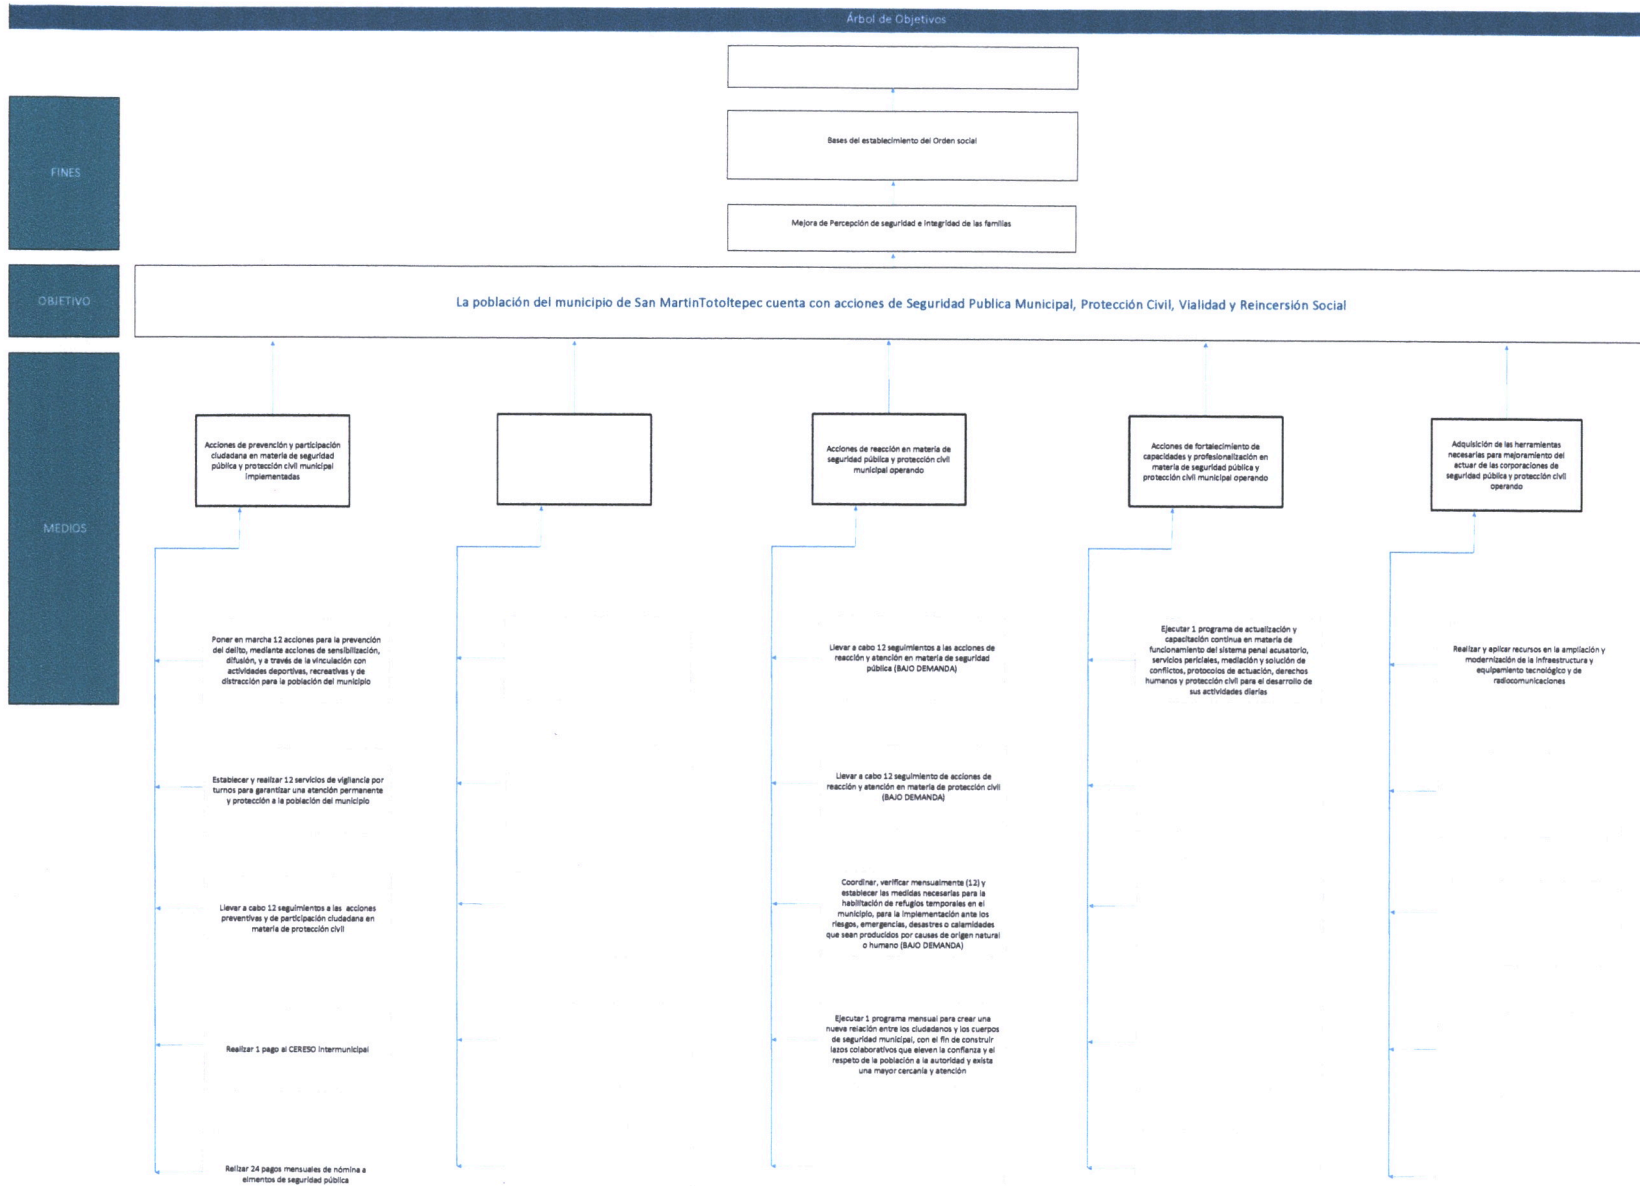 Árbol de Objetivos
FINES
Bases del establecimiento del Orden social
Mejora de Percepción de seguridad e integridad de las familias
OBJETIVO
La población del municipio de San MartinTotoltepec cuenta con acciones de Seguridad Publica Municipal, Protección Civil, Vialidad y Reincersión Social
MEDIOS
Acciones de prevención y participación
ciudadana en materia de seguridad
pública y protección civil municipal
implementadas
Acciones de reacción en materia de
seguridad pública y protección civil
municipal operando
Acciones de fortalecimiento de
capacidades y profesionalización en
materia de seguridad pública y
protección civil municipal operando
Adquisición de las herramientas
necesarias para mejoramiento del
actuar de las corporaciones de
seguridad pública y protección civil
operando
Poner en marcha 12 acciones para la prevención
del delito, mediante acciones de sensibilización,
difusión, y a través de la vinculación con
actividades deportivas, recreativas y de
distracción para la población del municipio
Establecer y realizar 12 servicios de vigilancia por
turnos para garantizar una atención permanente
y protección a la población del municipio
Llevar a cabo 12 seguimientos a las acciones
preventivas y de participación ciudadana en
materia de protección civil
Realizar 1 pago al CERESO Intermunicipal
Relizar 24 pagos mensuales de nómina a
elmentos de seguridad pública
Llevar a cabo 12 seguimientos a las acciones de
reacción y atención en materia de seguridad
pública (BAJO DEMANDA)
Llevar a cabo 12 seguimiento de acciones de
reacción y atención en materia de protección civil
(BAJO DEMANDA)
Coordinar, verificar mensualmente (12) y
establecer las medidas necesarias para la
habilitación de refugios temporales en el
municipio, para la implementación ante los
riesgos, emergencias, desastres o calamidades
que sean producidos por causas de origen natural
o humano (BAJO DEMANDA)
Ejecutar 1 programa mensual para crear una
nueva relación entre los ciudadanos y los cuerpos
de seguridad municipal, con el fin de construir
lazos colaborativos que eleven la confianza y el
respeto de la población a la autoridad y exista
una mayor cercanía y atención
Ejecutar 1 programa de actualización y
capacitación continua en materia de
funcionamiento del sistema penal acusatorio,
servicios periciales, mediación y solución de
conflictos, protocolos de actuación, derechos
humanos y protección civil para el desarrollo de
sus actividades diarias
Realizar y aplicar recursos en la ampliación y
modernización de la infraestructura y
equipamiento tecnológico y de
radiocomunicaciones